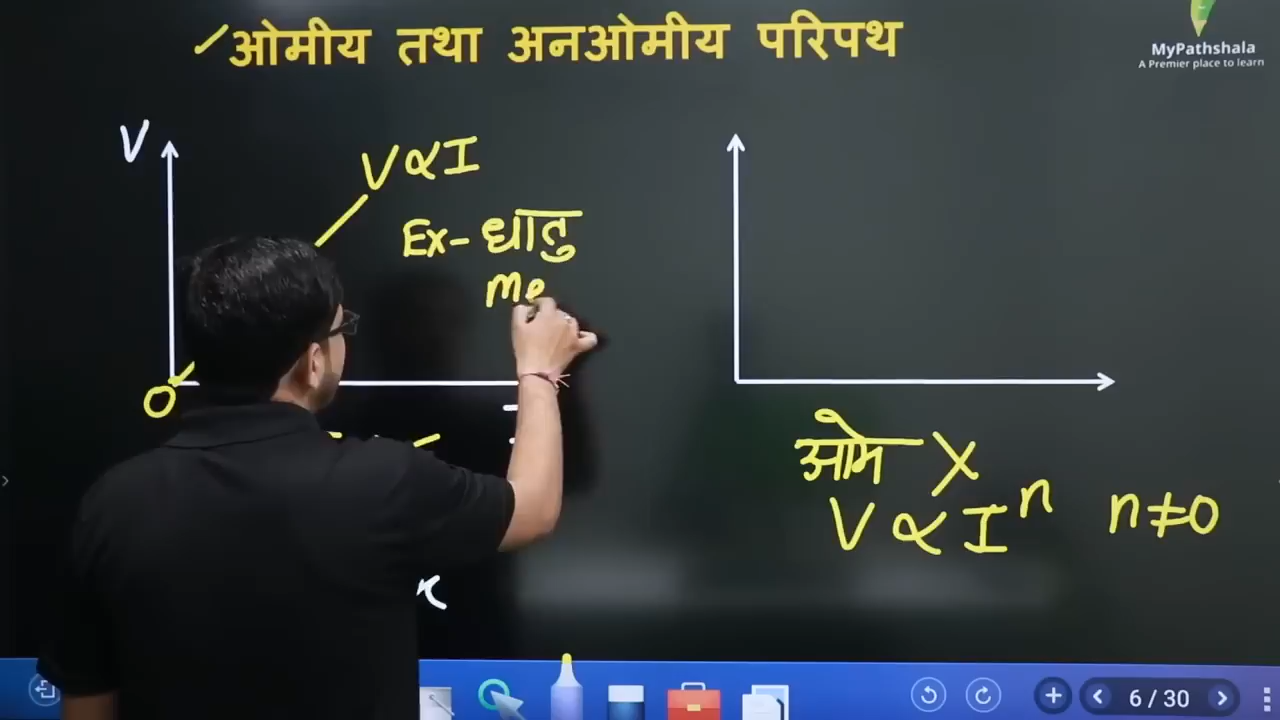 ओमीय तथा अनओमीय परिपथ
MyPathshala
A Premier place to learn
V
V ∝ I
Ex- धातु
me
O
ओम X
V ∝ I^n n≠0
6 / 30